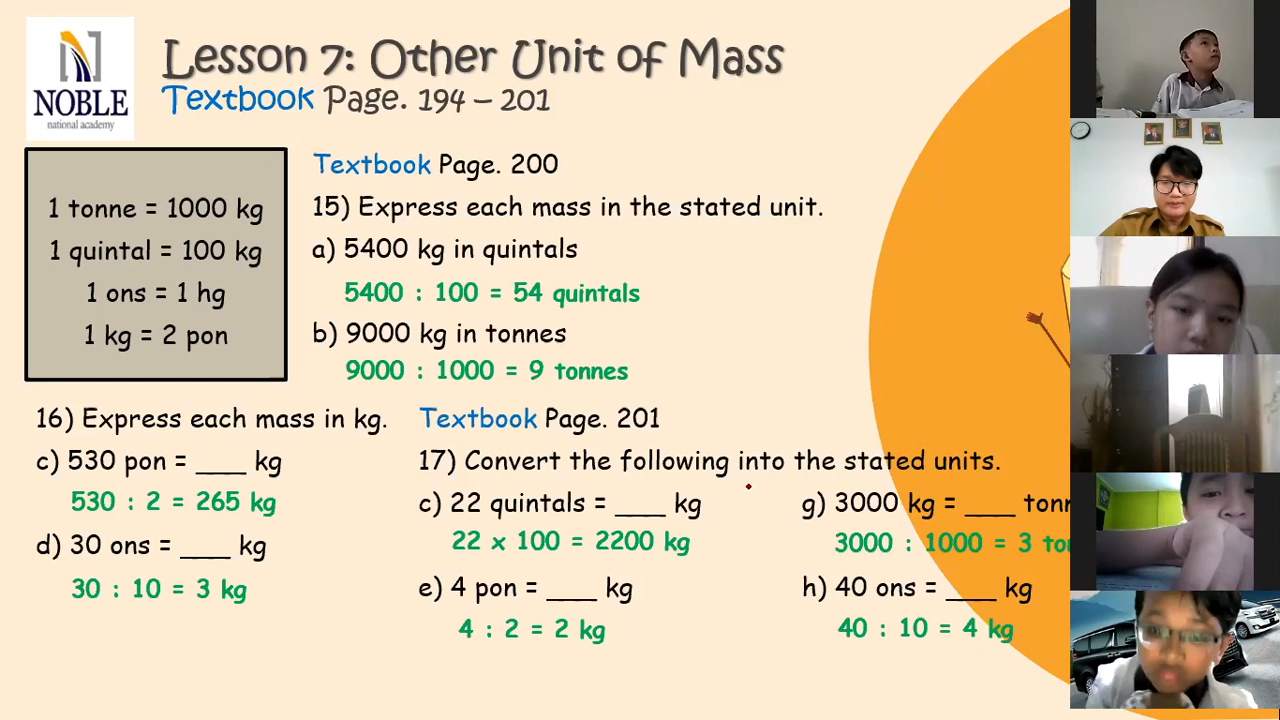 NOBLE
national academy
Lesson 7: Other Unit of Mass
Textbook Page. 194 – 201
1 tonne = 1000 kg
1 quintal = 100 kg
1 ons = 1 hg
1 kg = 2 pon
Textbook Page. 200
15) Express each mass in the stated unit.
a) 5400 kg in quintals
5400 : 100 = 54 quintals
b) 9000 kg in tonnes
9000 : 1000 = 9 tonnes
16) Express each mass in kg.
c) 530 pon = ___ kg
530 : 2 = 265 kg
d) 30 ons = ___ kg
30 : 10 = 3 kg
Textbook Page. 201
17) Convert the following into the stated units.
c) 22 quintals = ___ kg
22 x 100 = 2200 kg
e) 4 pon = ___ kg
4 : 2 = 2 kg
g) 3000 kg = ___ tonn
3000 : 1000 = 3 to
h) 40 ons = ___ kg
40 : 10 = 4 kg